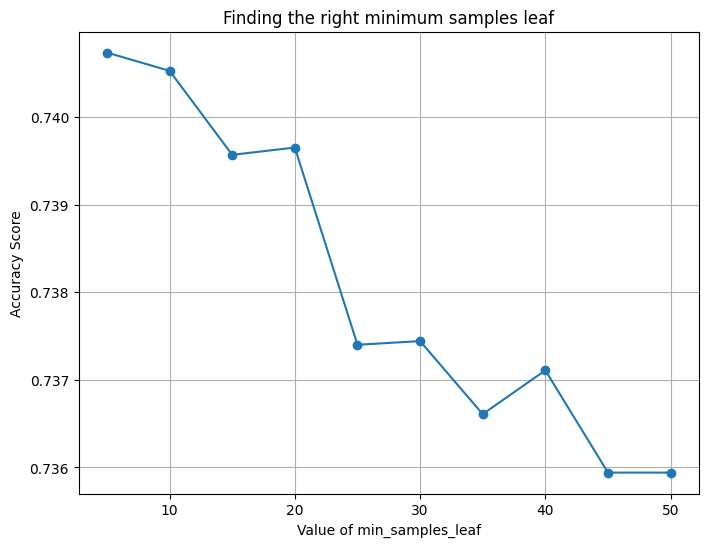 Finding the right minimum samples leaf
Accuracy Score
0.740
0.739
0.738
0.737
0.736
10 20 30 40 50
Value of min_samples_leaf